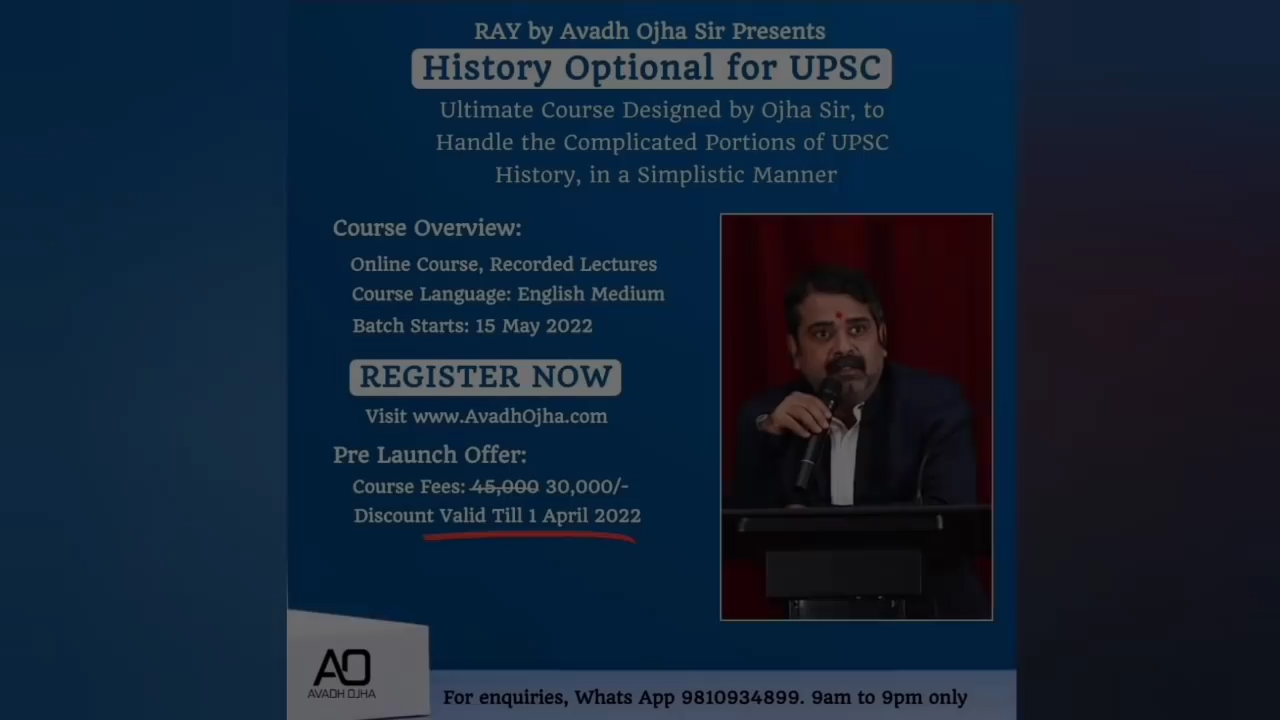 RAY by Avadh Ojha Sir Presents
History Optional for UPSC
Ultimate Course Designed by Ojha Sir, to
Handle the Complicated Portions of UPSC
History, in a Simplistic Manner
Course Overview:
Online Course, Recorded Lectures
Course Language: English Medium
Batch Starts: 15 May 2022
REGISTER NOW
Visit www.AvadhOjha.com
Pre Launch Offer:
Course Fees: 45,000 30,000/-
Discount Valid Till 1 April 2022
AO
AVADH OJHA
For enquiries, Whats App 9810934899. 9am to 9pm only